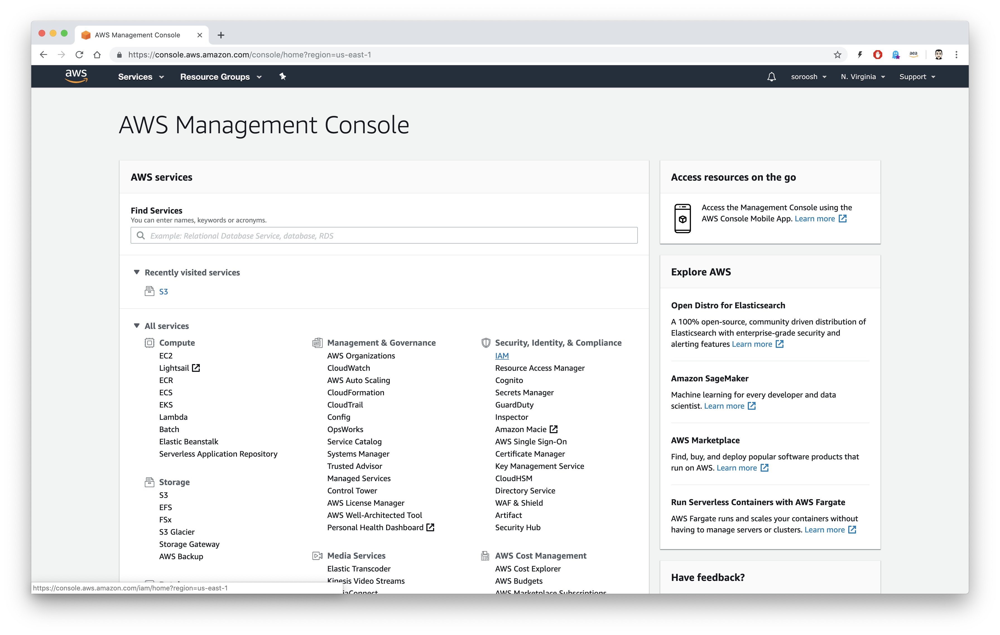 AWS Management Console
https://console.aws.amazon.com/console/home?region=us-east-1
aea
aws
Services
Resource Groups
soroosh
N. Virginia
Support
AWS Management Console
AWS services
Find Services
You can enter names, keywords or acronyms.
Example: Relational Database Service, database, RDS
Recently visited services
S3
All services
Compute
EC2
Lightsail
ECR
ECS
EKS
Lambda
Batch
Elastic Beanstalk
Serverless Application Repository
Storage
S3
EFS
FSx
S3 Glacier
Storage Gateway
AWS Backup
Management & Governance
AWS Organizations
CloudWatch
AWS Auto Scaling
CloudFormation
CloudTrail
Config
OpsWorks
Service Catalog
Systems Manager
Trusted Advisor
Managed Services
Control Tower
AWS License Manager
AWS Well-Architected Tool
Personal Health Dashboard
Media Services
Elastic Transcoder
Kinesis Video Streams
Security, Identity, & Compliance
IAM
Resource Access Manager
Cognito
Secrets Manager
GuardDuty
Inspector
Amazon Macie
AWS Single Sign-On
Certificate Manager
Key Management Service
CloudHSM
Directory Service
WAF & Shield
Artifact
Security Hub
AWS Cost Management
AWS Cost Explorer
AWS Budgets
AWS Marketplace Subscriptions
Access resources on the go
Access the Management Console using the
AWS Console Mobile App. Learn more
Explore AWS
Open Distro for Elasticsearch
A 100% open-source, community driven distribution of
Elasticsearch with enterprise-grade security and
alerting features Learn more
Amazon SageMaker
Machine learning for every developer and data
scientist. Learn more
AWS Marketplace
Find, buy, and deploy popular software products that
run on AWS. Learn more
Run Serverless Containers with AWS Fargate
AWS Fargate runs and scales your containers without
having to manage servers or clusters. Learn more
Have feedback?
https://console.aws.amazon.com/iam/home?region=us-east-1